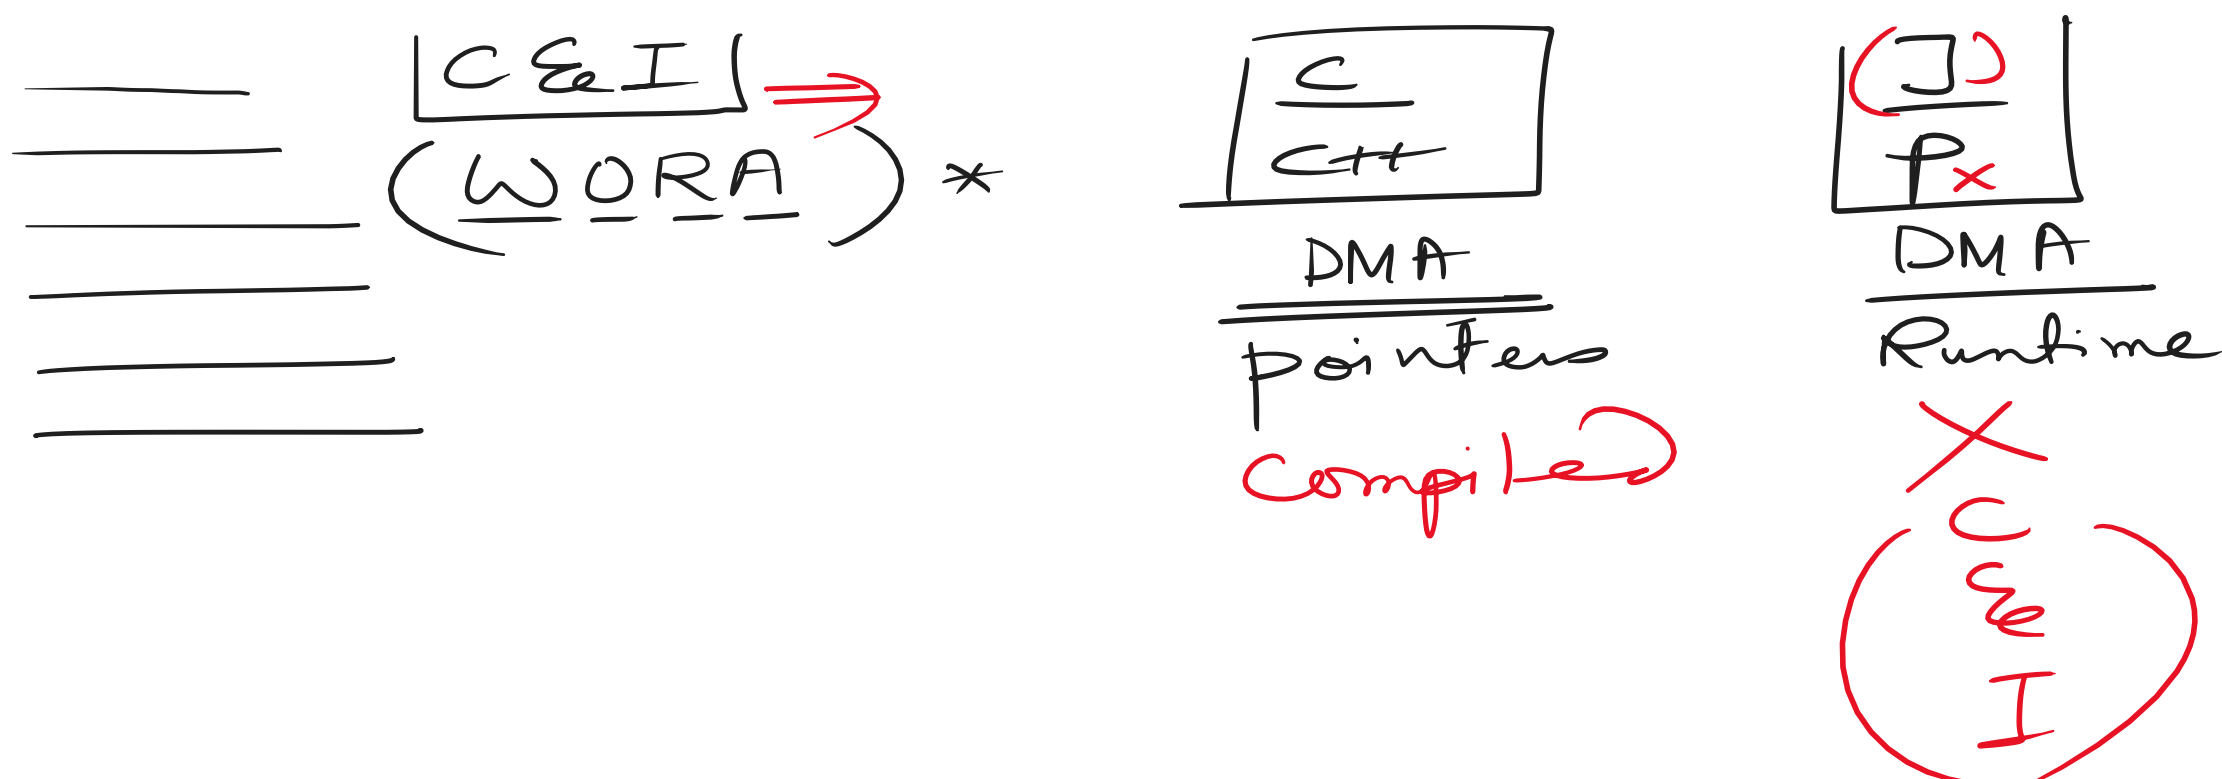 C & I
(WORA) *
C
C++
DMA
pointers
Compiled
(J)
P
DMA
Runtime
C
&
I